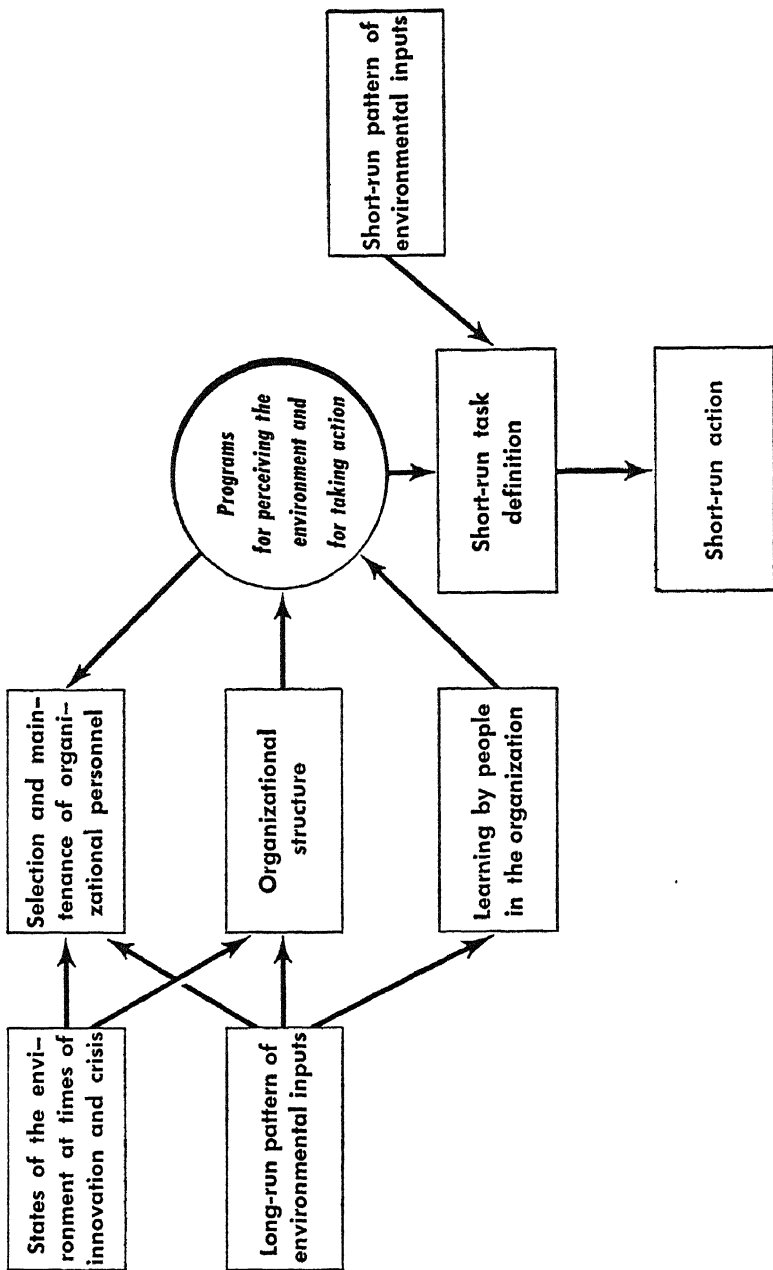 States of the envi-
ronment at times of
innovation and crisis
Long-run pattern of
environmental inputs
Selection and main-
tenance of organi-
zational personnel
Organizational
structure
Learning by people
in the organization
Programs
for perceiving the
environment and
for taking action
Short-run task
definition
Short-run action
Short-run pattern of
environmental inputs